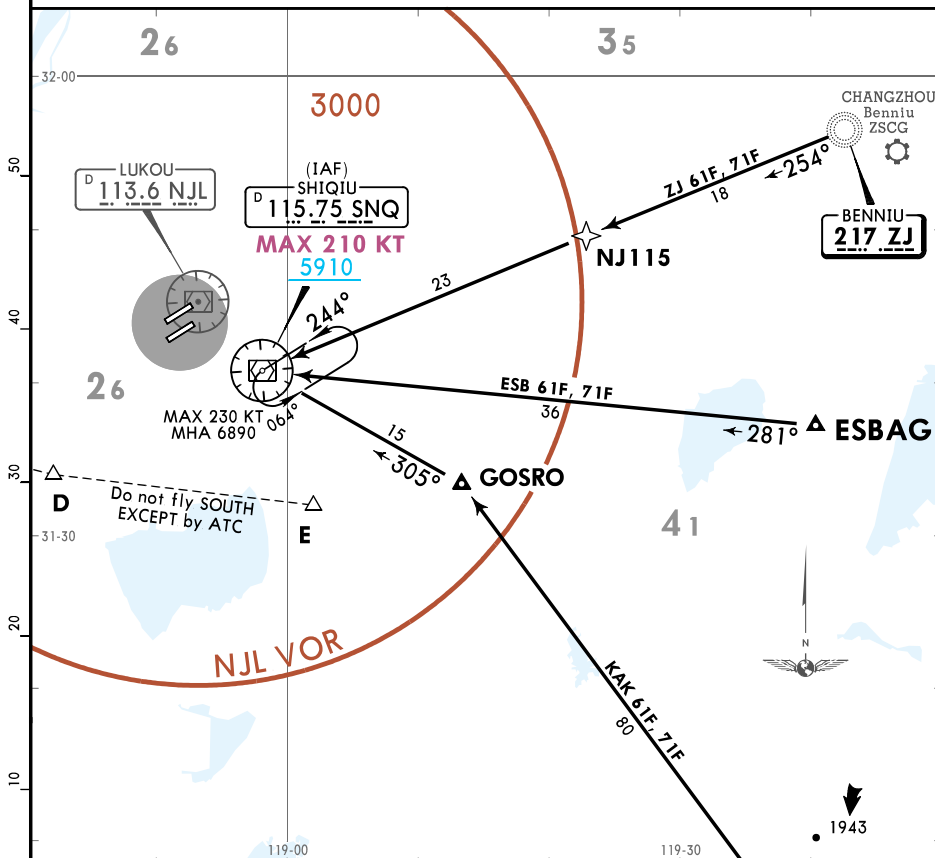 26
35
32-00
3000
CHANGZHOU
Benniu
ZSCG
50
LUKOU
D 113.6 NJL
(IAF)
SHIQIU
D 115.75 SNQ
MAX 210 KT
5910
ZJ 61F, 71F
18
254°
BENNIU
217 ZJ
NJ115
23
244°
40
26
ESB 61F, 71F
36
281°
ESBAG
MAX 230 KT
MHA 6890
064°
15
305°
GOSRO
30
D
Do not fly SOUTH
EXCEPT by ATC
E
31-30
41
20
NJL VOR
N
KAK 61F, 71F
80
10
1943
119-00
119-30